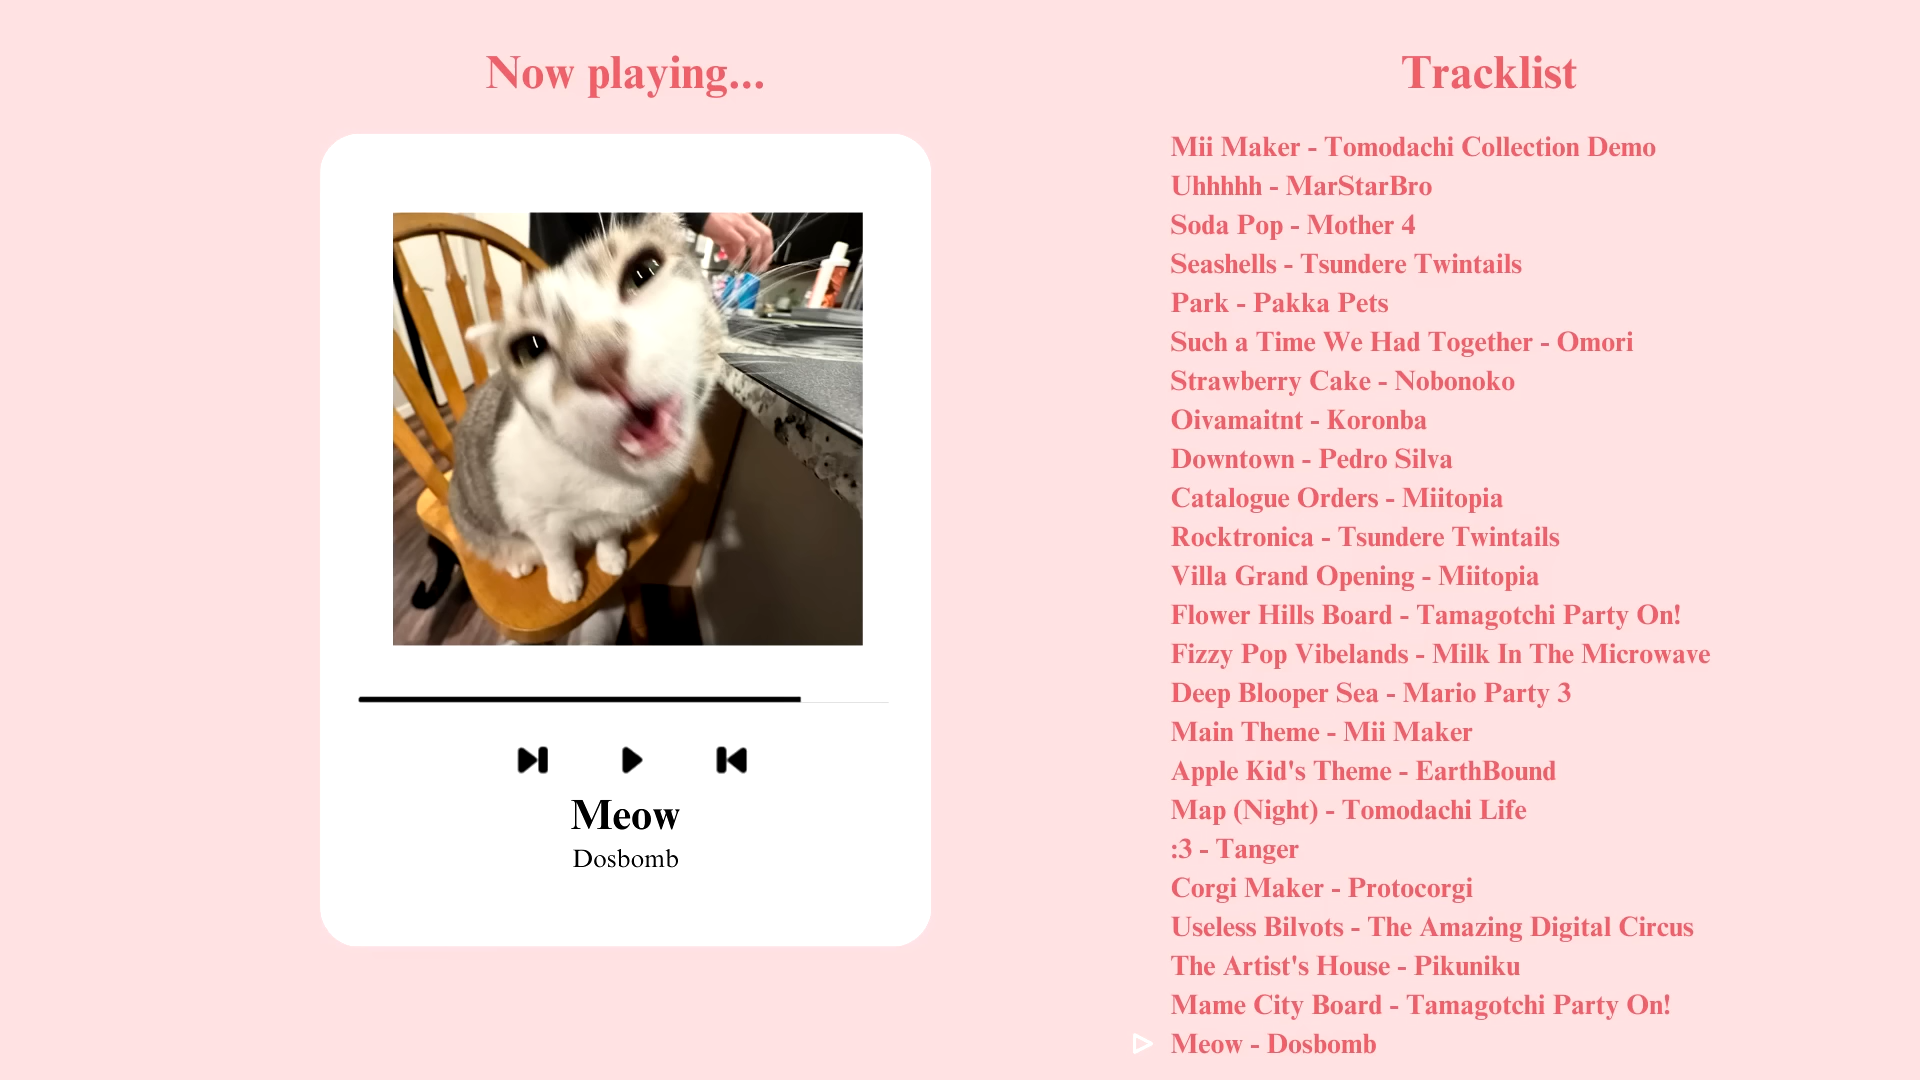 Now playing...
Meow
Dosbomb
Tracklist
Mii Maker - Tomodachi Collection Demo
Uhhhhh - MarStarBro
Soda Pop - Mother 4
Seashells - Tsundere Twintails
Park - Pakka Pets
Such a Time We Had Together - Omori
Strawberry Cake - Nobonoko
Oivamaitnt - Koronba
Downtown - Pedro Silva
Catalogue Orders - Miitopia
Rocktronica - Tsundere Twintails
Villa Grand Opening - Miitopia
Flower Hills Board - Tamagotchi Party On!
Fizzy Pop Vibelands - Milk In The Microwave
Deep Blooper Sea - Mario Party 3
Main Theme - Mii Maker
Apple Kid's Theme - EarthBound
Map (Night) - Tomodachi Life
:3 - Tanger
Corgi Maker - Protocorgi
Useless Bilvots - The Amazing Digital Circus
The Artist's House - Pikuniku
Mame City Board - Tamagotchi Party On!
Meow - Dosbomb